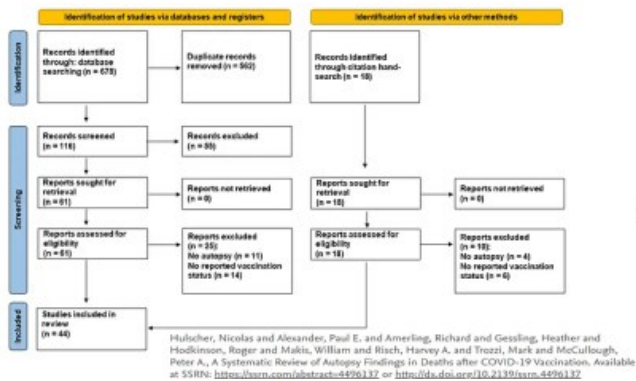 Identification of studies via databases and registers
Identification of studies via other methods
Identification
Records identified
through: database
searching (n = 678)
Duplicate records
removed (n = 562)
Records identified
through citation hand-
search (n = 18)
Screening
Records screened
(n = 116)
Records excluded
(n = 55)
Reports sought for
retrieval
(n = 61)
Reports not retrieved
(n = 0)
Reports sought for
retrieval
(n = 18)
Reports not retrieved
(n = 0)
Reports assessed for
eligibility
(n = 61)
Reports excluded
(n = 25):
No autopsy (n = 11)
No reported vaccination
status (n = 14)
Reports assessed for
eligibility
(n = 18)
Reports excluded
(n = 10):
No autopsy (n = 4)
No reported vaccination
status (n = 6)
Included
Studies included in
review
(n = 44)
Hulscher, Nicolas and Alexander, Paul E. and Amerling, Richard and Gessling, Heather and
Hodkinson, Roger and Makis, William and Risch, Harvey A. and Trozzi, Mark and McCullough,
Peter A., A Systematic Review of Autopsy Findings in Deaths after COVID-19 Vaccination. Available
at SSRN: https://ssrn.com/abstract=4496137 or http://dx.doi.org/10.2139/ssrn.4496137